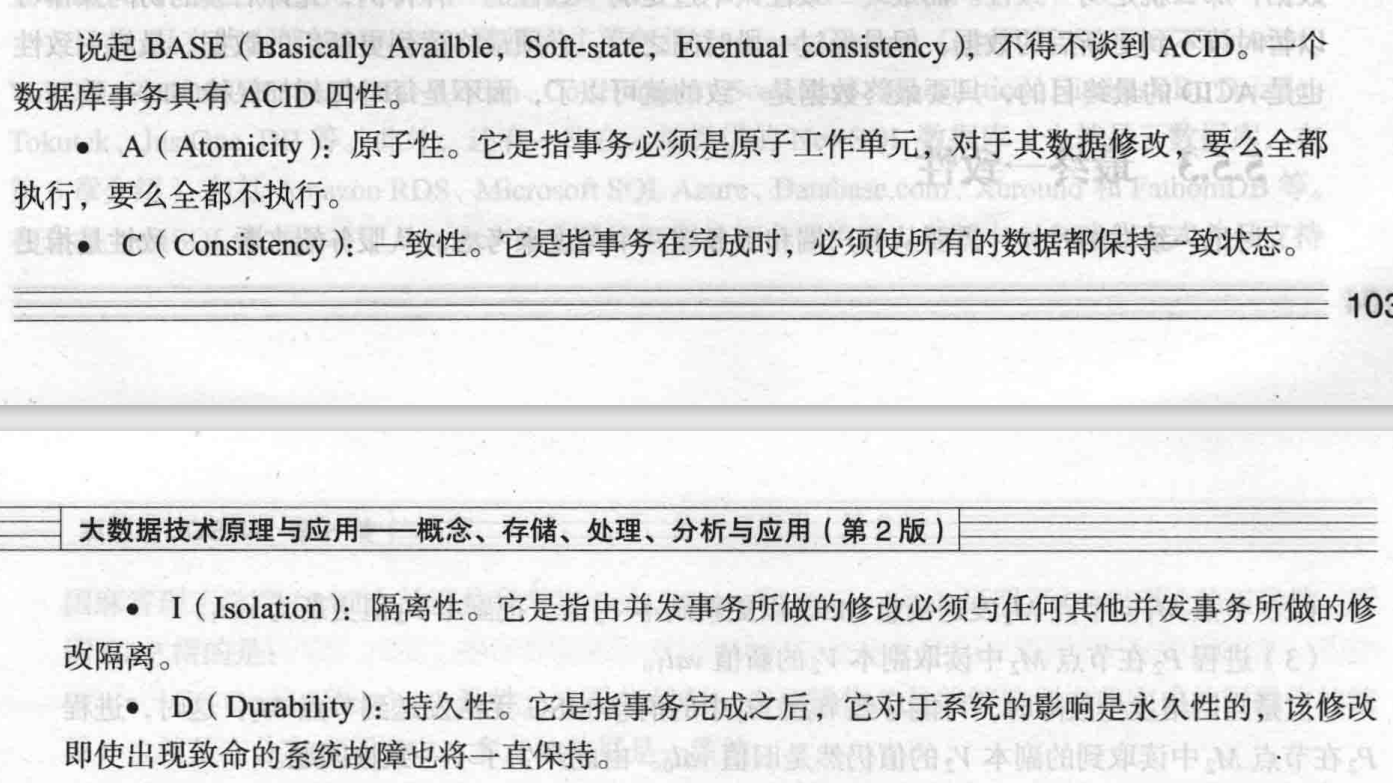 说起 BASE（Basically Availble，Soft-state，Eventual consistency），不得不谈到 ACID。一个
数据库事务具有 ACID 四性。
• A（Atomicity）：原子性。它是指事务必须是原子工作单元，对于其数据修改，要么全都
执行，要么全都不执行。
• C（Consistency）：一致性。它是指事务在完成时，必须使所有的数据都保持一致状态。
103
大数据技术原理与应用——概念、存储、处理、分析与应用（第 2 版）
• I（Isolation）：隔离性。它是指由并发事务所做的修改必须与任何其他并发事务所做的修
改隔离。
• D（Durability）：持久性。它是指事务完成之后，它对于系统的影响是永久性的，该修改
即使出现致命的系统故障也将一直保持。